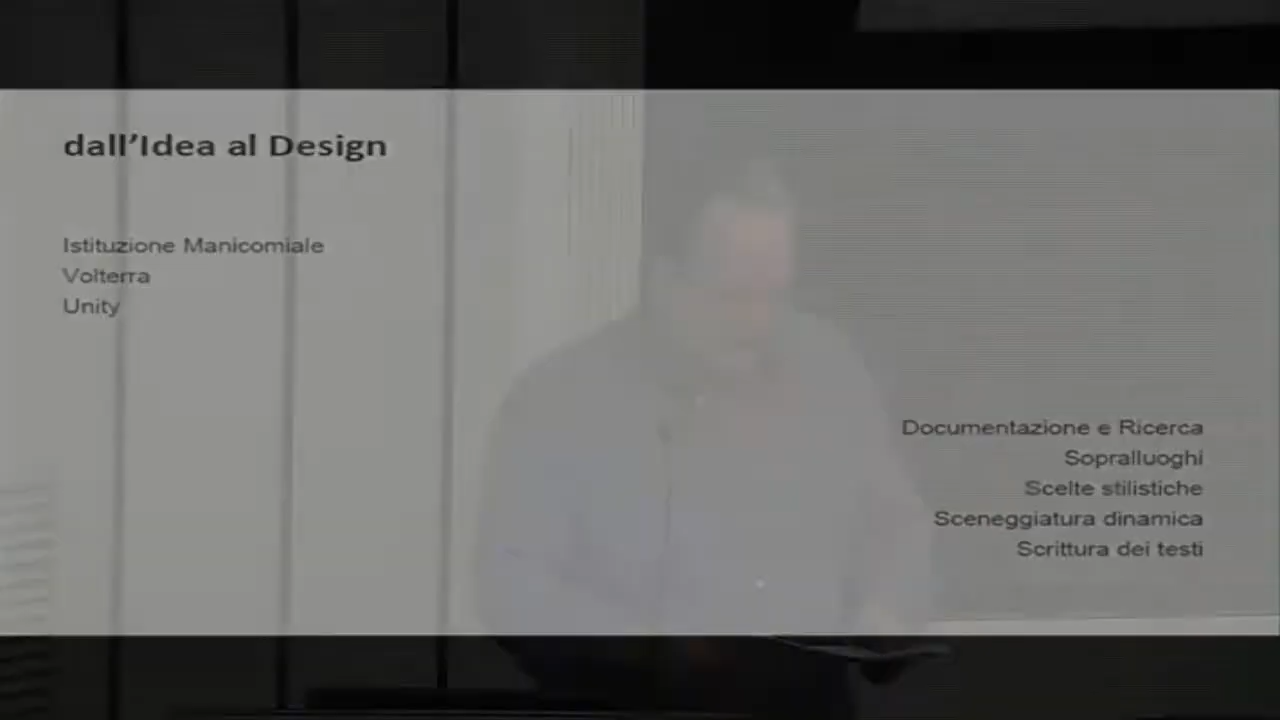 dall'Idea al Design
Istituzione Manicomiale
Volterra
Unity
Documentazione e Ricerca
Sopralluoghi
Scelte stilistiche
Sceneggiatura dinamica
Scrittura dei testi